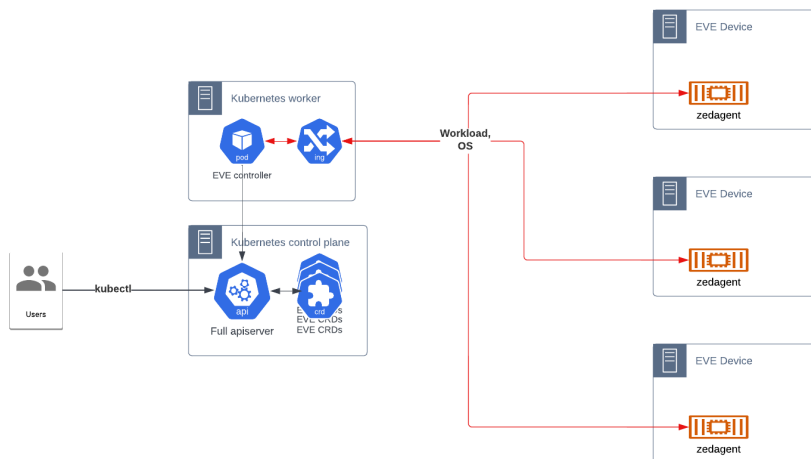 EVE Device
zedagent
Kubernetes worker
pod
ing
EVE controller
Workload,
OS
EVE Device
zedagent
Kubernetes control plane
Users
kubectl
api
crd
Full apiserver
EVE CRDs
EVE CRDs
EVE Device
zedagent